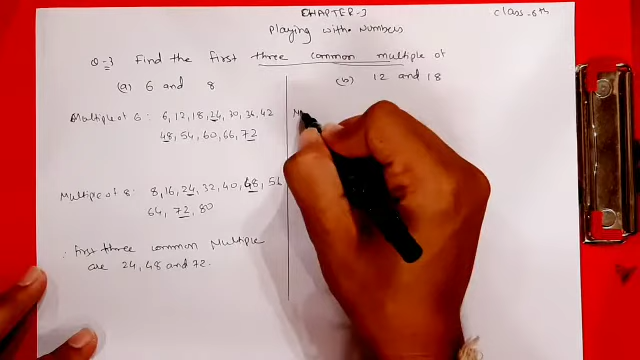 CHAPTER-3
Class-6th
Playing with Numbers
Q-3 Find the first three common multiple of
(a) 6 and 8
Multiple of 6: 6, 12, 18, 24, 30, 36, 42
48, 54, 60, 66, 72
Multiple of 8: 8, 16, 24, 32, 40, 48, 56
64, 72, 80
∴ First three common Multiple
are 24, 48 and 72.
(b) 12 and 18
M